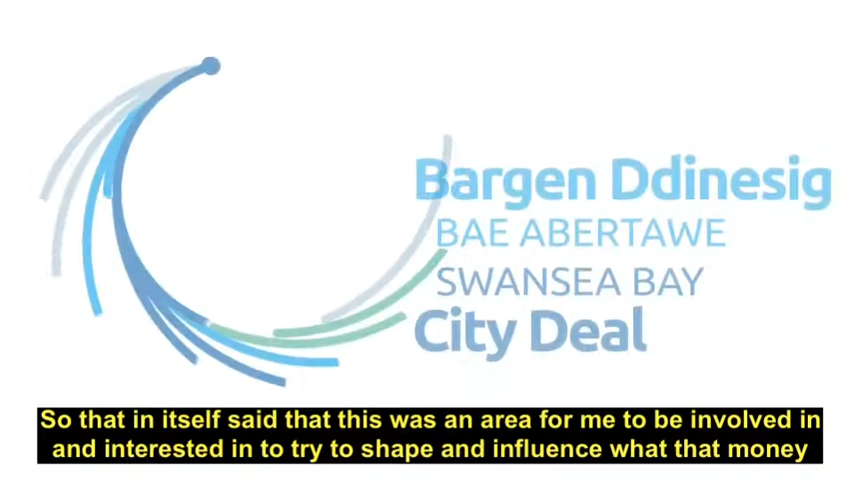 Bargen Ddinesig
BAE ABERTAWE
SWANSEA BAY
City Deal
So that in itself said that this was an area for me to be involved in
and interested in to try to shape and influence what that money